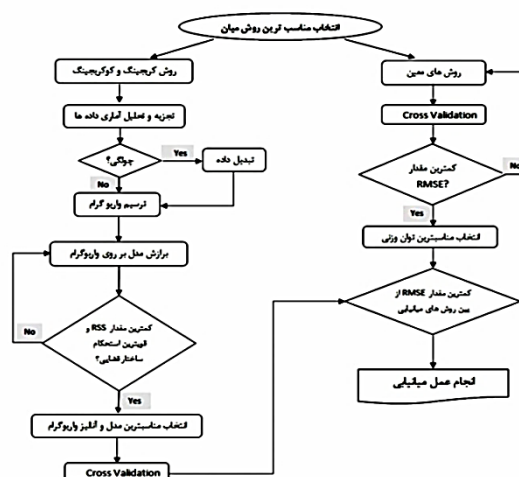 انتخاب مناسب ترین روش میان
روش کریجینگ و کوکریجینگ
تجزیه و تحلیل آماری داده ها
چولگی؟
Yes
تبدیل داده
No
ترسیم واریو گرام
برازش مدل بر روی واریوگرام
No
کمترین مقدار RSS و
قویترین استحکام
ساختار فضایی؟
Yes
انتخاب مناسبترین مدل و آنالیز واریوگرام
Cross Validation
روش های معین
Cross Validation
کمترین مقدار
RMSE?
No
Yes
انتخاب مناسبترین توان وزنی
کمترین مقدار RMSE از
بین روش های میانیابی
انجام عمل میانیابی